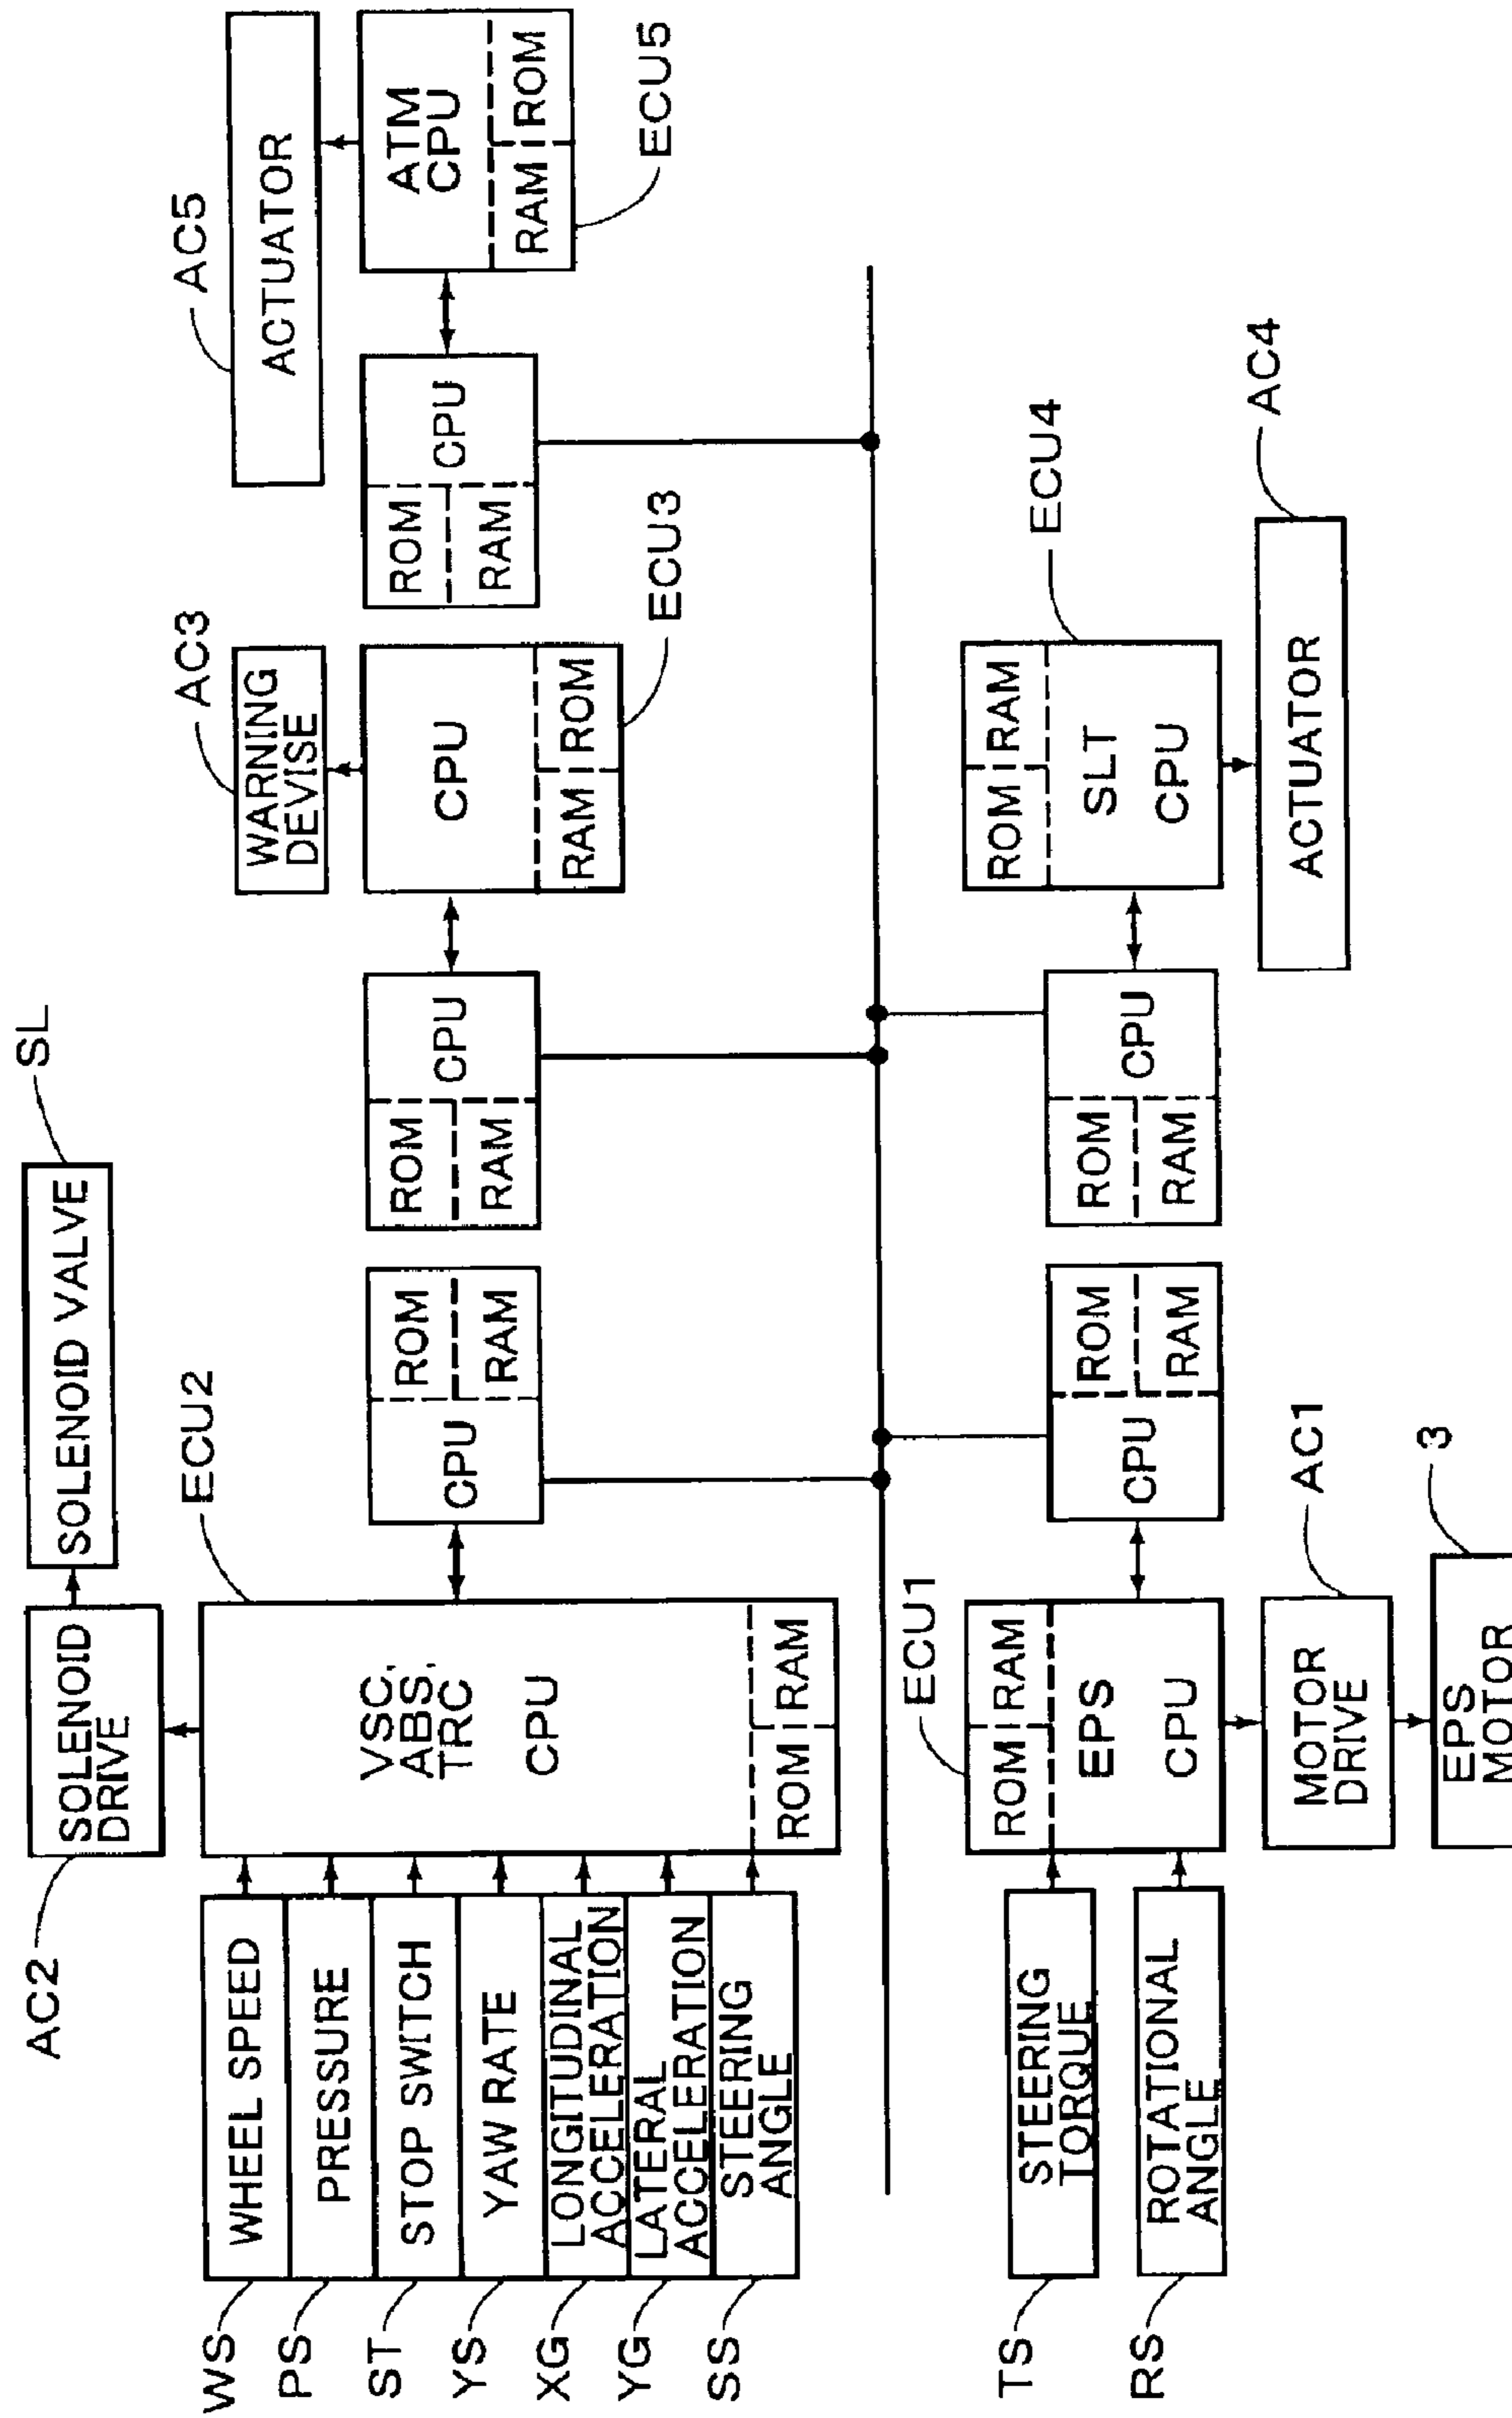 AC2
SOLENOID
DRIVE
SOLENOID VALVE
SL
ECU2
AC3
WARNING
DEVISE
AC5
ACTUATOR
WS
WHEEL SPEED
PS
PRESSURE
ST
STOP SWITCH
YS
YAW RATE
XG
LONGITUDINAL
ACCELERATION
YG
LATERAL
ACCELERATION
SS
STEERING
ANGLE
VSC,
ABS,
TRC
CPU
ROM
RAM
CPU
ROM
RAM
ROM
RAM
CPU
CPU
RAM
ROM
ECU3
ROM
RAM
CPU
ATM
CPU
RAM
ROM
ECU5
ECU1
TS
STEERING
TORQUE
RS
ROTATIONAL
ANGLE
ROM
RAM
EPS
CPU
CPU
ROM
RAM
ROM
RAM
CPU
ROM
RAM
SLT
CPU
ECU4
MOTOR
DRIVE
AC1
EPS
MOTOR
3
ACTUATOR
AC4